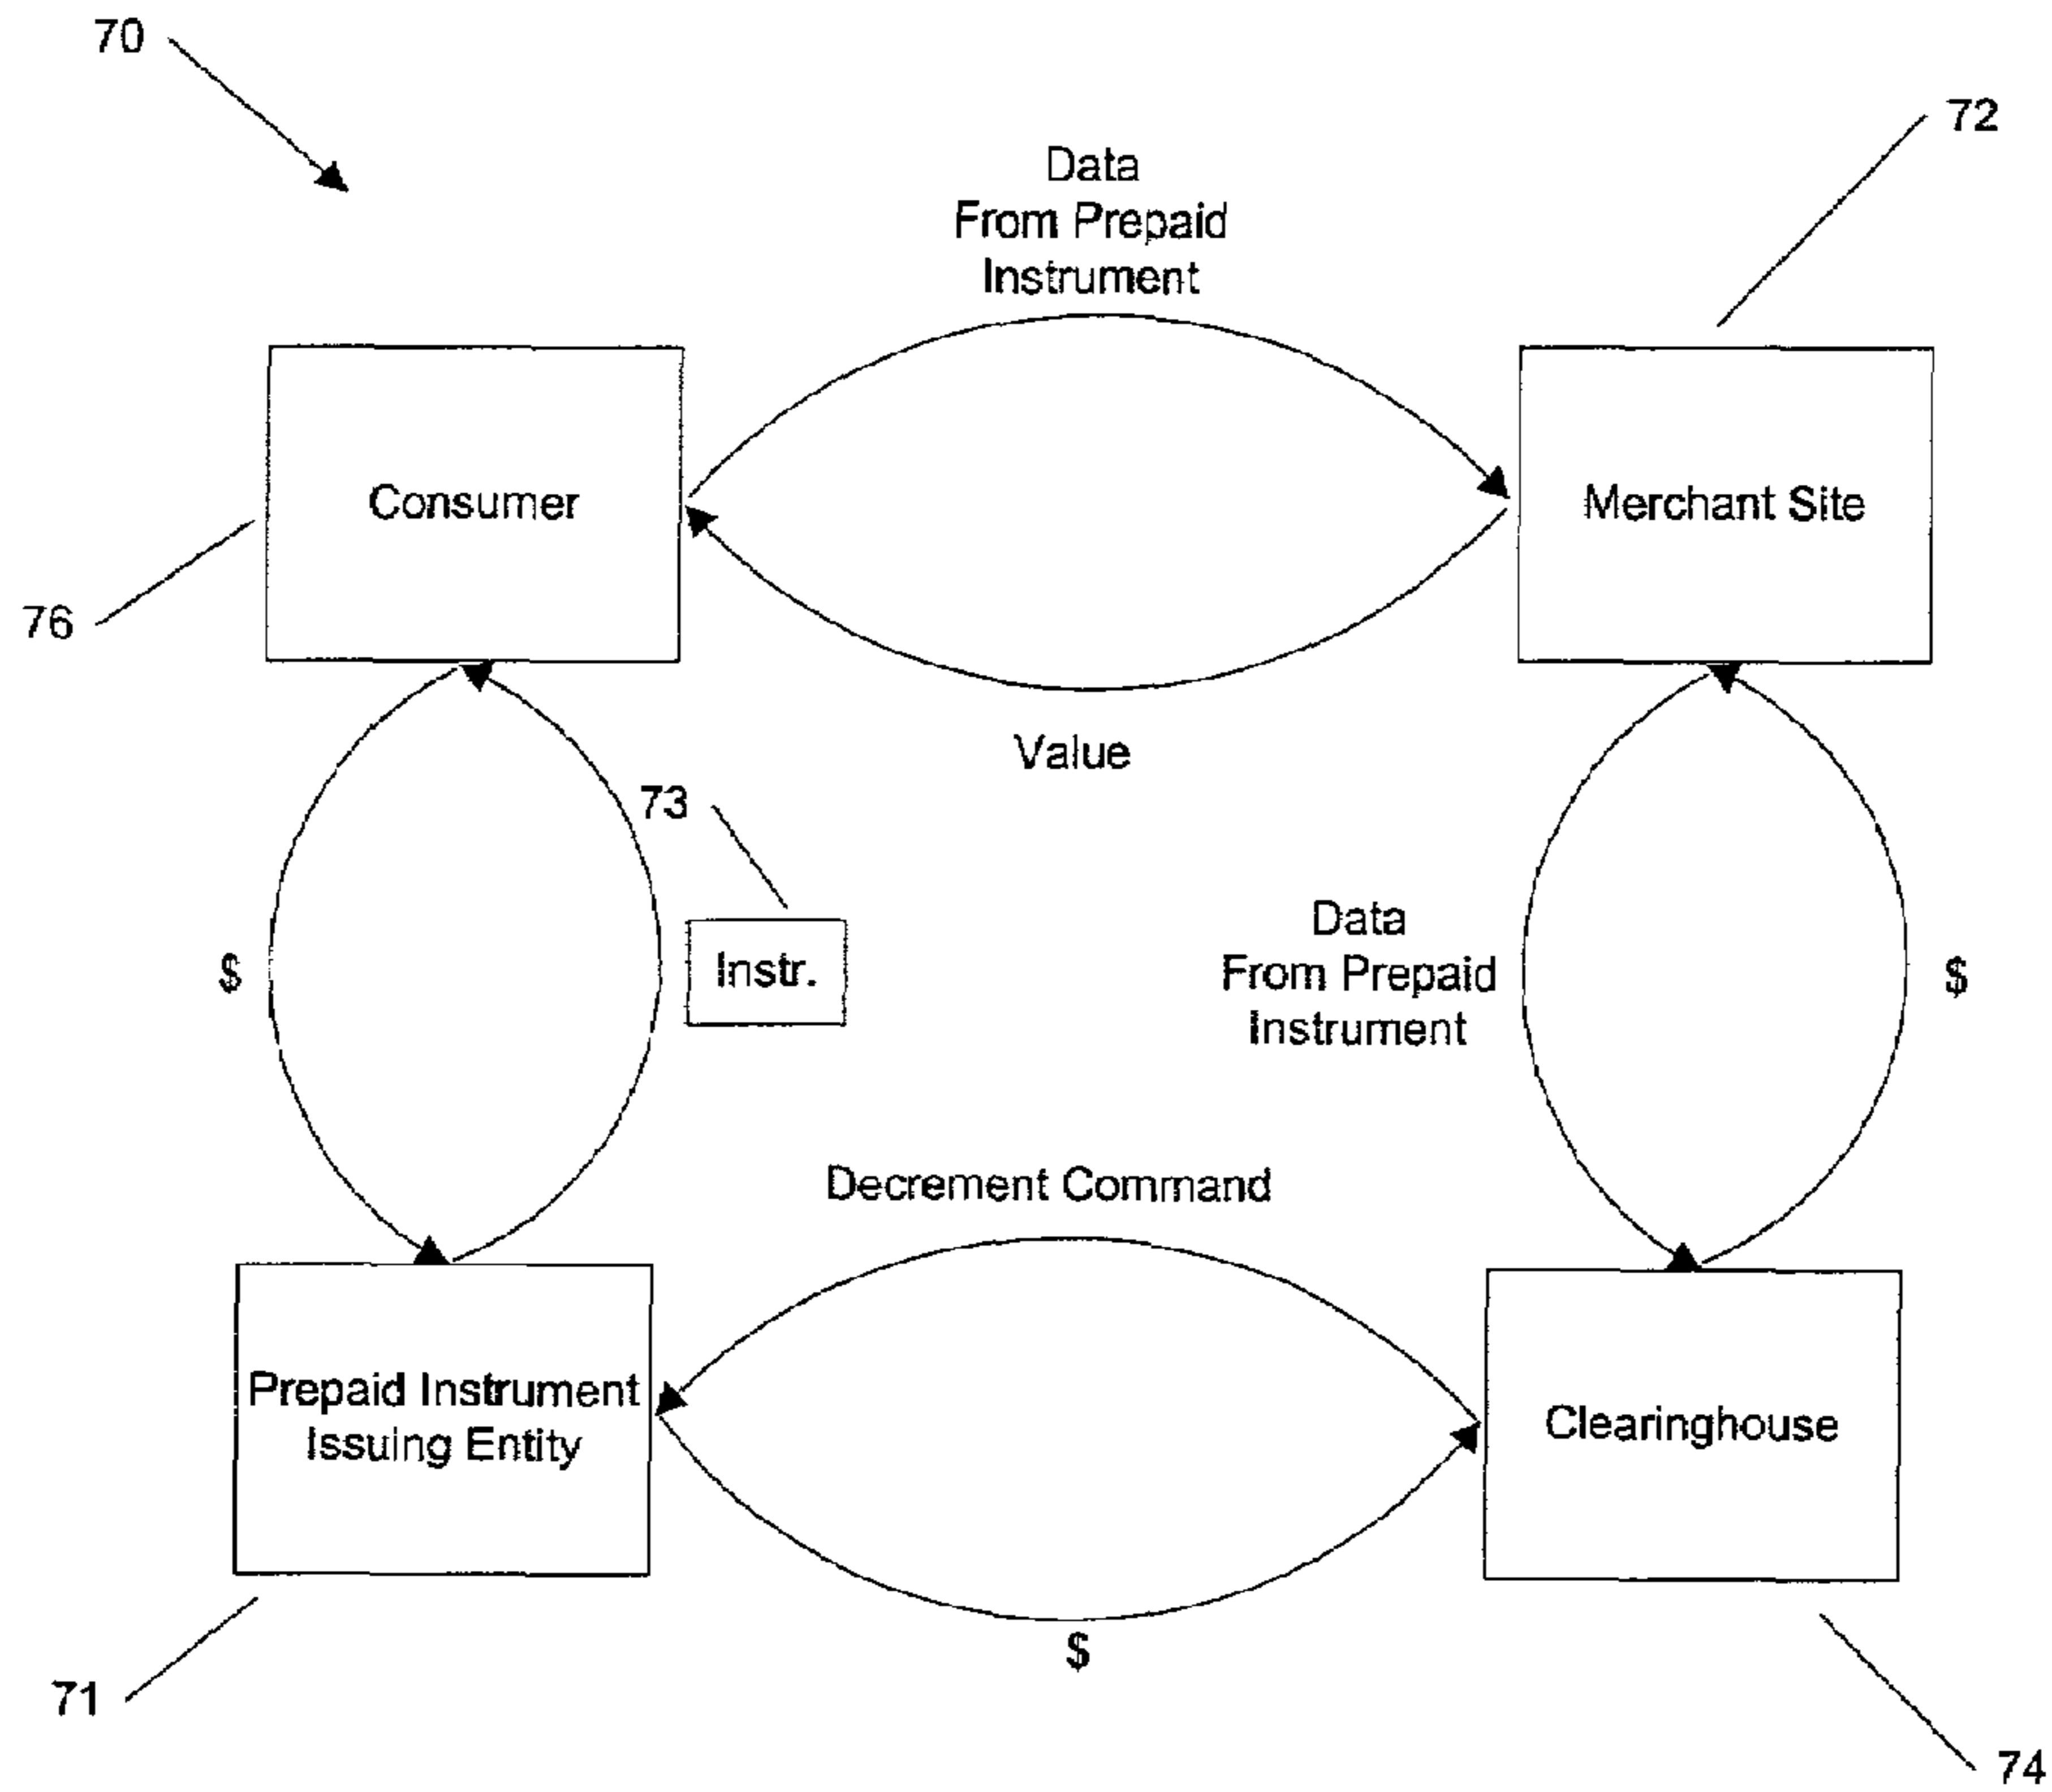 70
72
Data
From Prepaid
Instrument
Consumer
Merchant Site
76
Value
73
$
Instr.
Data
From Prepaid
Instrument
$
Decrement Command
Prepaid Instrument
Issuing Entity
Clearinghouse
$
71
74